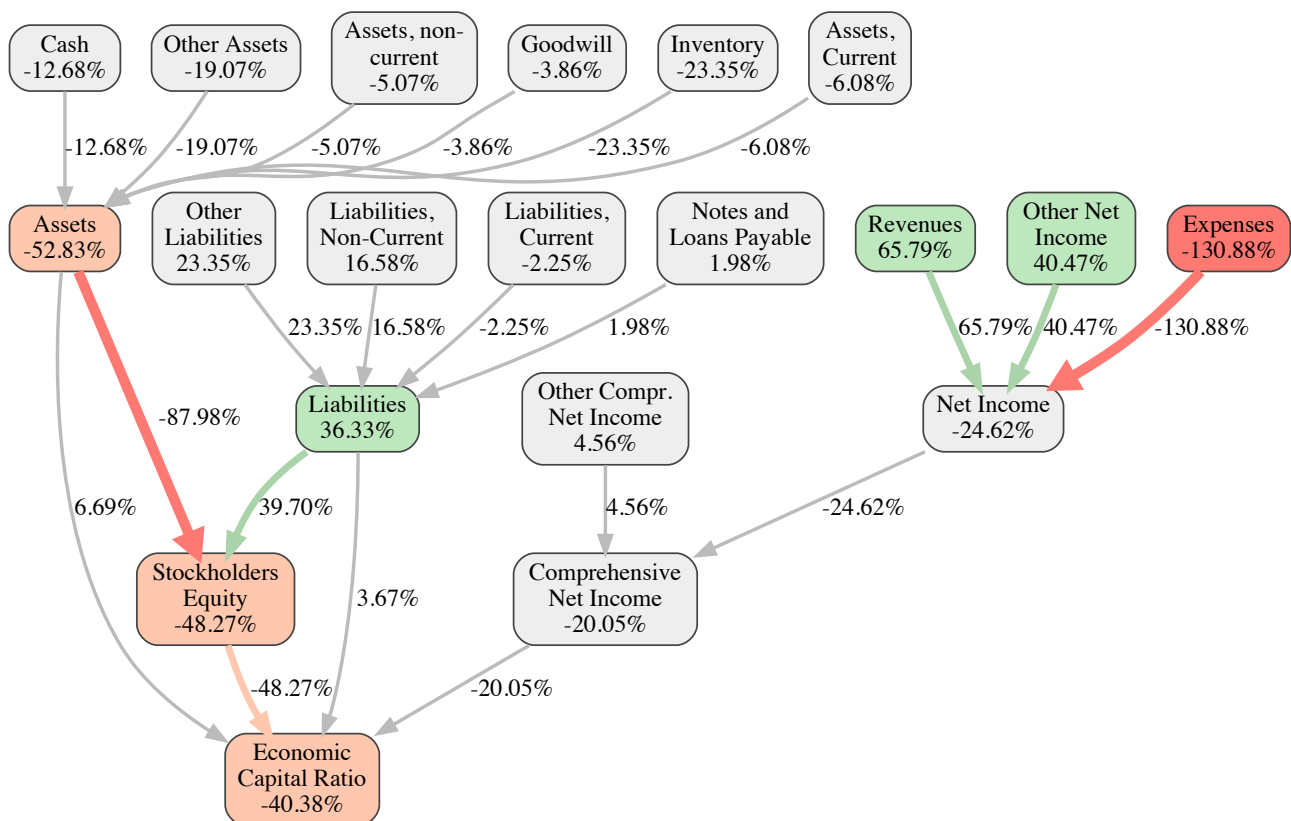 Cash
-12.68%
Other Assets
-19.07%
Assets, non-
current
-5.07%
Goodwill
-3.86%
Inventory
-23.35%
Assets,
Current
-6.08%
-12.68%
-19.07%
-5.07%
-3.86%
-23.35%
-6.08%
Assets
-52.83%
Other
Liabilities
23.35%
Liabilities,
Non-Current
16.58%
Liabilities,
Current
-2.25%
Notes and
Loans Payable
1.98%
Revenues
65.79%
Other Net
Income
40.47%
Expenses
-130.88%
23.35%
16.58%
-2.25%
1.98%
65.79%
40.47%
-130.88%
-87.98%
Liabilities
36.33%
Other Compr.
Net Income
4.56%
Net Income
-24.62%
6.69%
39.70%
4.56%
-24.62%
Stockholders
Equity
-48.27%
3.67%
Comprehensive
Net Income
-20.05%
-48.27%
-20.05%
Economic
Capital Ratio
-40.38%